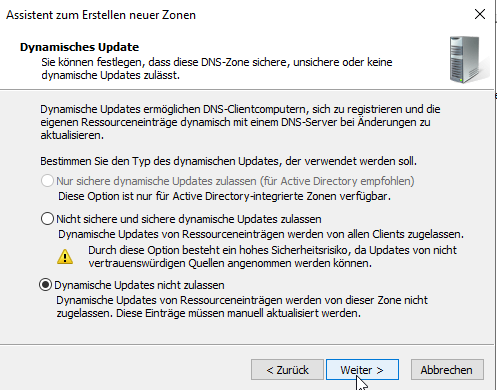 Assistent zum Erstellen neuer Zonen
Dynamisches Update
Sie können festlegen, dass diese DNS-Zone sichere, unsichere oder keine
dynamische Updates zulässt.
Dynamische Updates ermöglichen DNS-Clientcomputern, sich zu registrieren und die
eigenen Ressourceneinträge dynamisch mit einem DNS-Server bei Änderungen zu
aktualisieren.
Bestimmen Sie den Typ des dynamischen Updates, der verwendet werden soll.
Nur sichere dynamische Updates zulassen (für Active Directory empfohlen)
Diese Option ist nur für Active Directory-integrierte Zonen verfügbar.
Nicht sichere und sichere dynamische Updates zulassen
Dynamische Updates von Ressourceneinträgen werden von allen Clients zugelassen.
Durch diese Option besteht ein hohes Sicherheitsrisiko, da Updates von nicht
vertrauenswürdigen Quellen angenommen werden können.
Dynamische Updates nicht zulassen
Dynamische Updates von Ressourceneinträgen werden von dieser Zone nicht
zugelassen. Diese Einträge müssen manuell aktualisiert werden.
< Zurück Weiter > Abbrechen